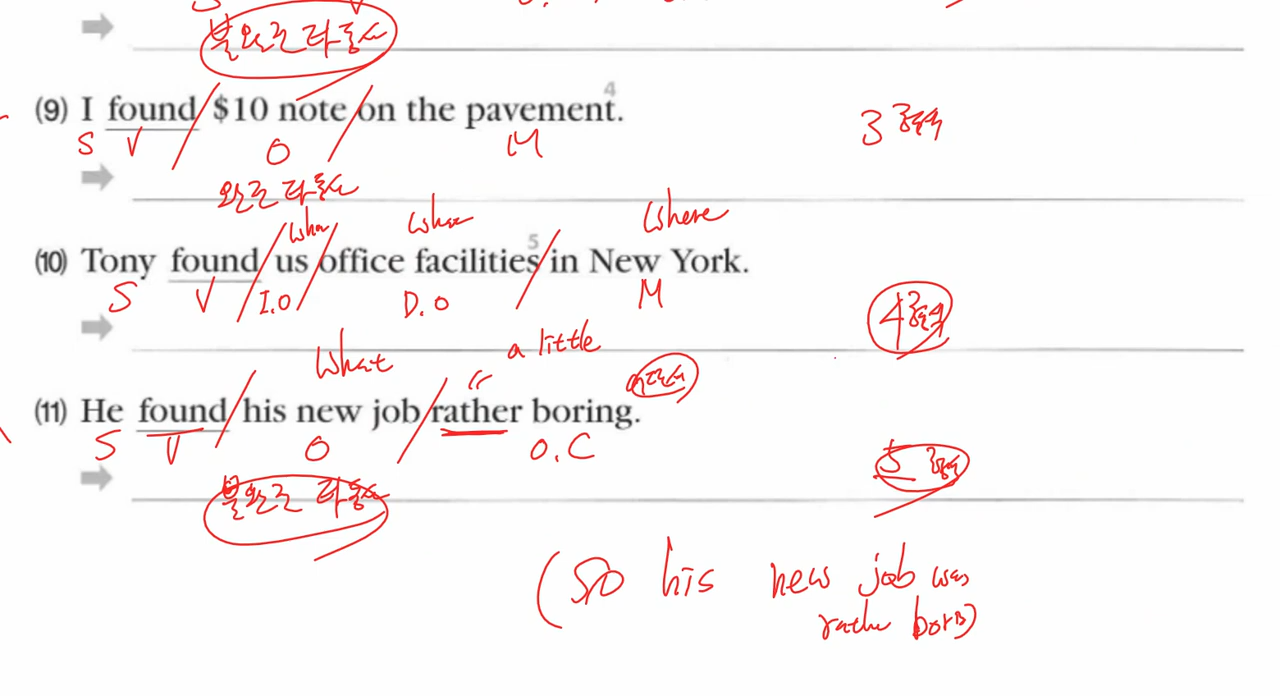 불완전 타동사
(9) I found / $10 note / on the pavement.⁴
S V O M 3형식
완전 타동사
whom what where
(10) Tony found / us / office facilities⁵ / in New York.
S V I.O D.O M 4형식
what a little
(11) He found / his new job / rather boring.
S V O O.C 5형식
불완전 타동사
(So his new job was
rather boring)